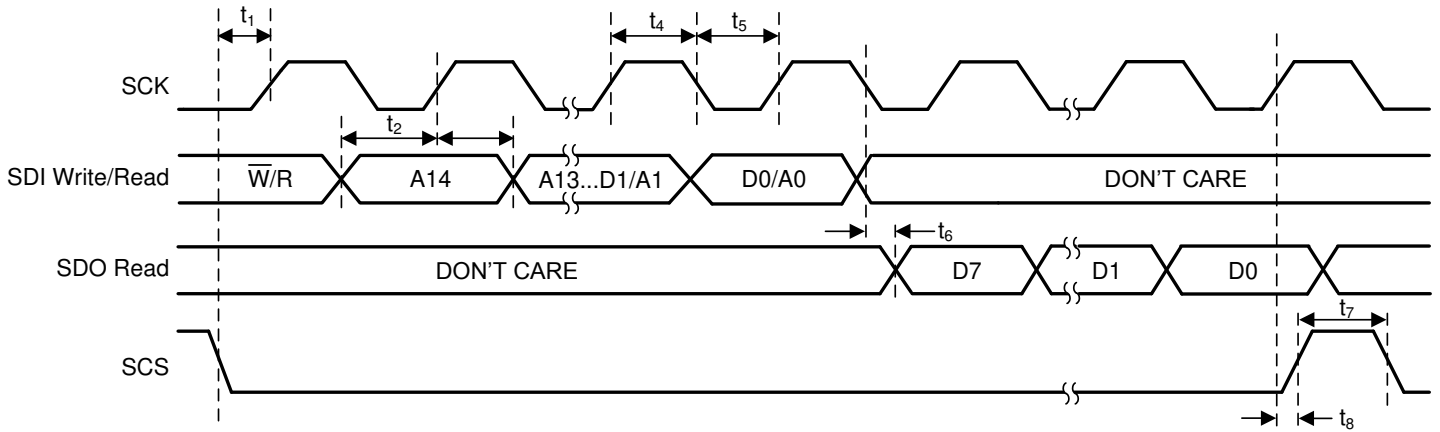 t₁ t₄ t₅
SCK
t₂
SDI Write/Read W̅/R A14 A13...D1/A1 D0/A0 DON'T CARE
t₆
SDO Read DON'T CARE D7 D1 D0
t₇
SCS
t₈